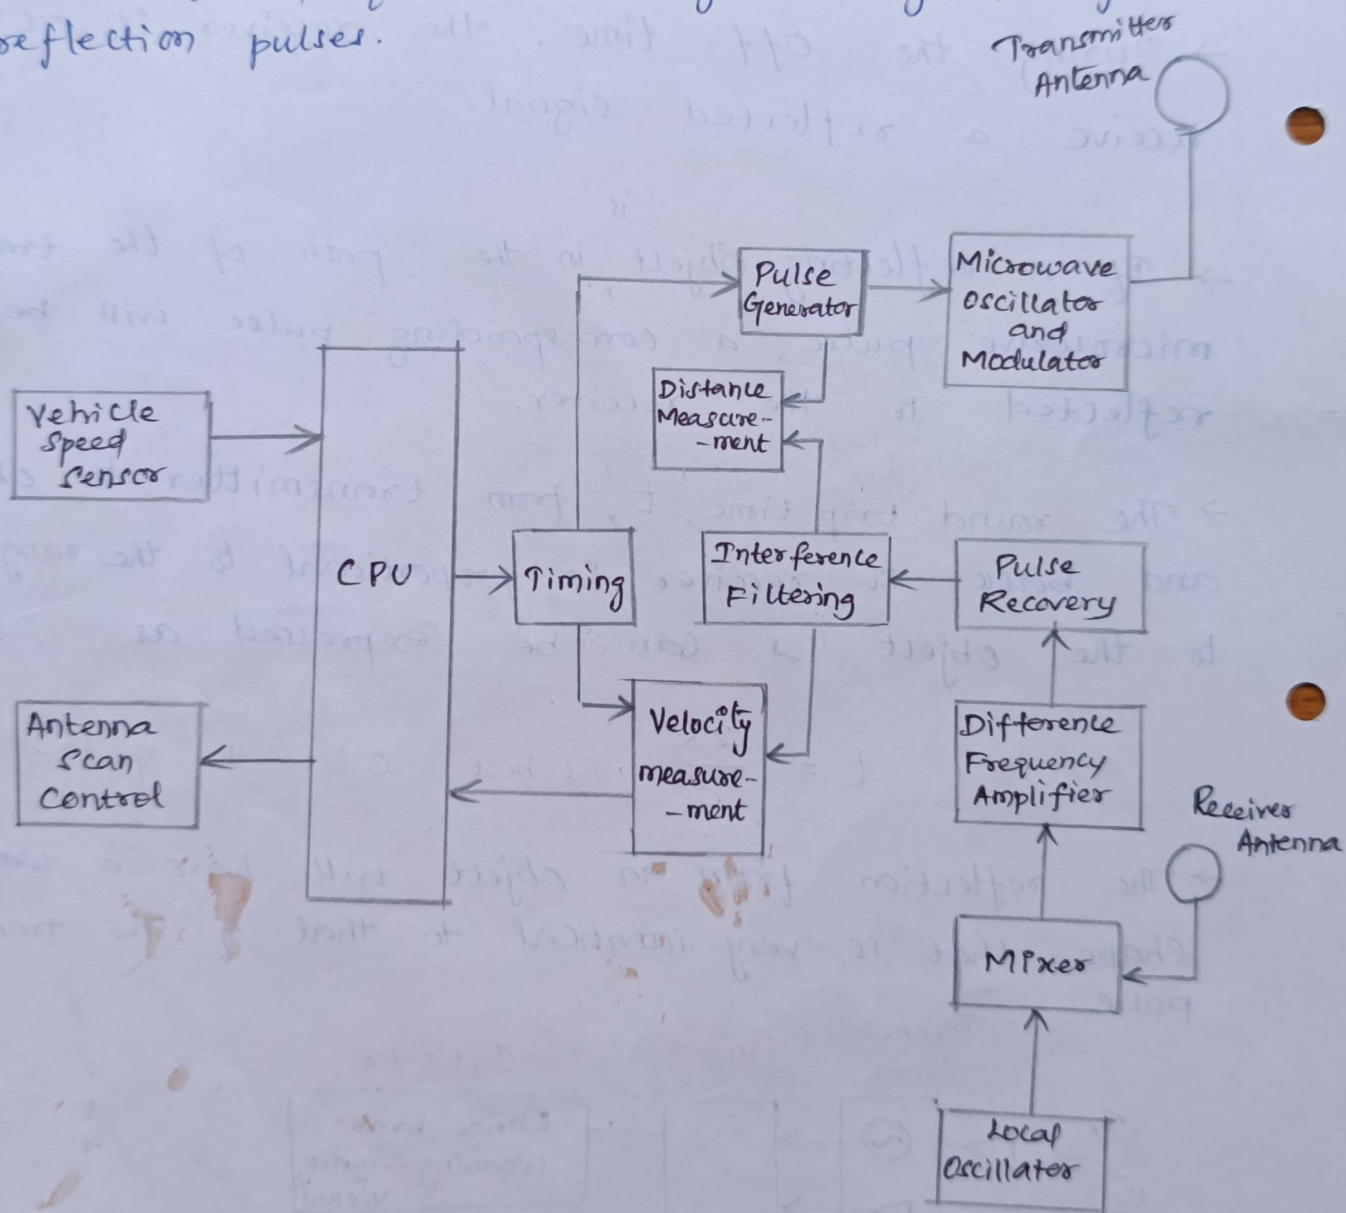 reflection pulses.
Transmitter
Antenna
Pulse
Generator
Microwave
Oscillator
and
Modulator
Distance
Measure-
-ment
Vehicle
Speed
Sensor
CPU
Timing
Interference
Filtering
Pulse
Recovery
Antenna
Scan
Control
Velocity
measure-
-ment
Difference
Frequency
Amplifier
Receiver
Antenna
Mixer
Local
Oscillator